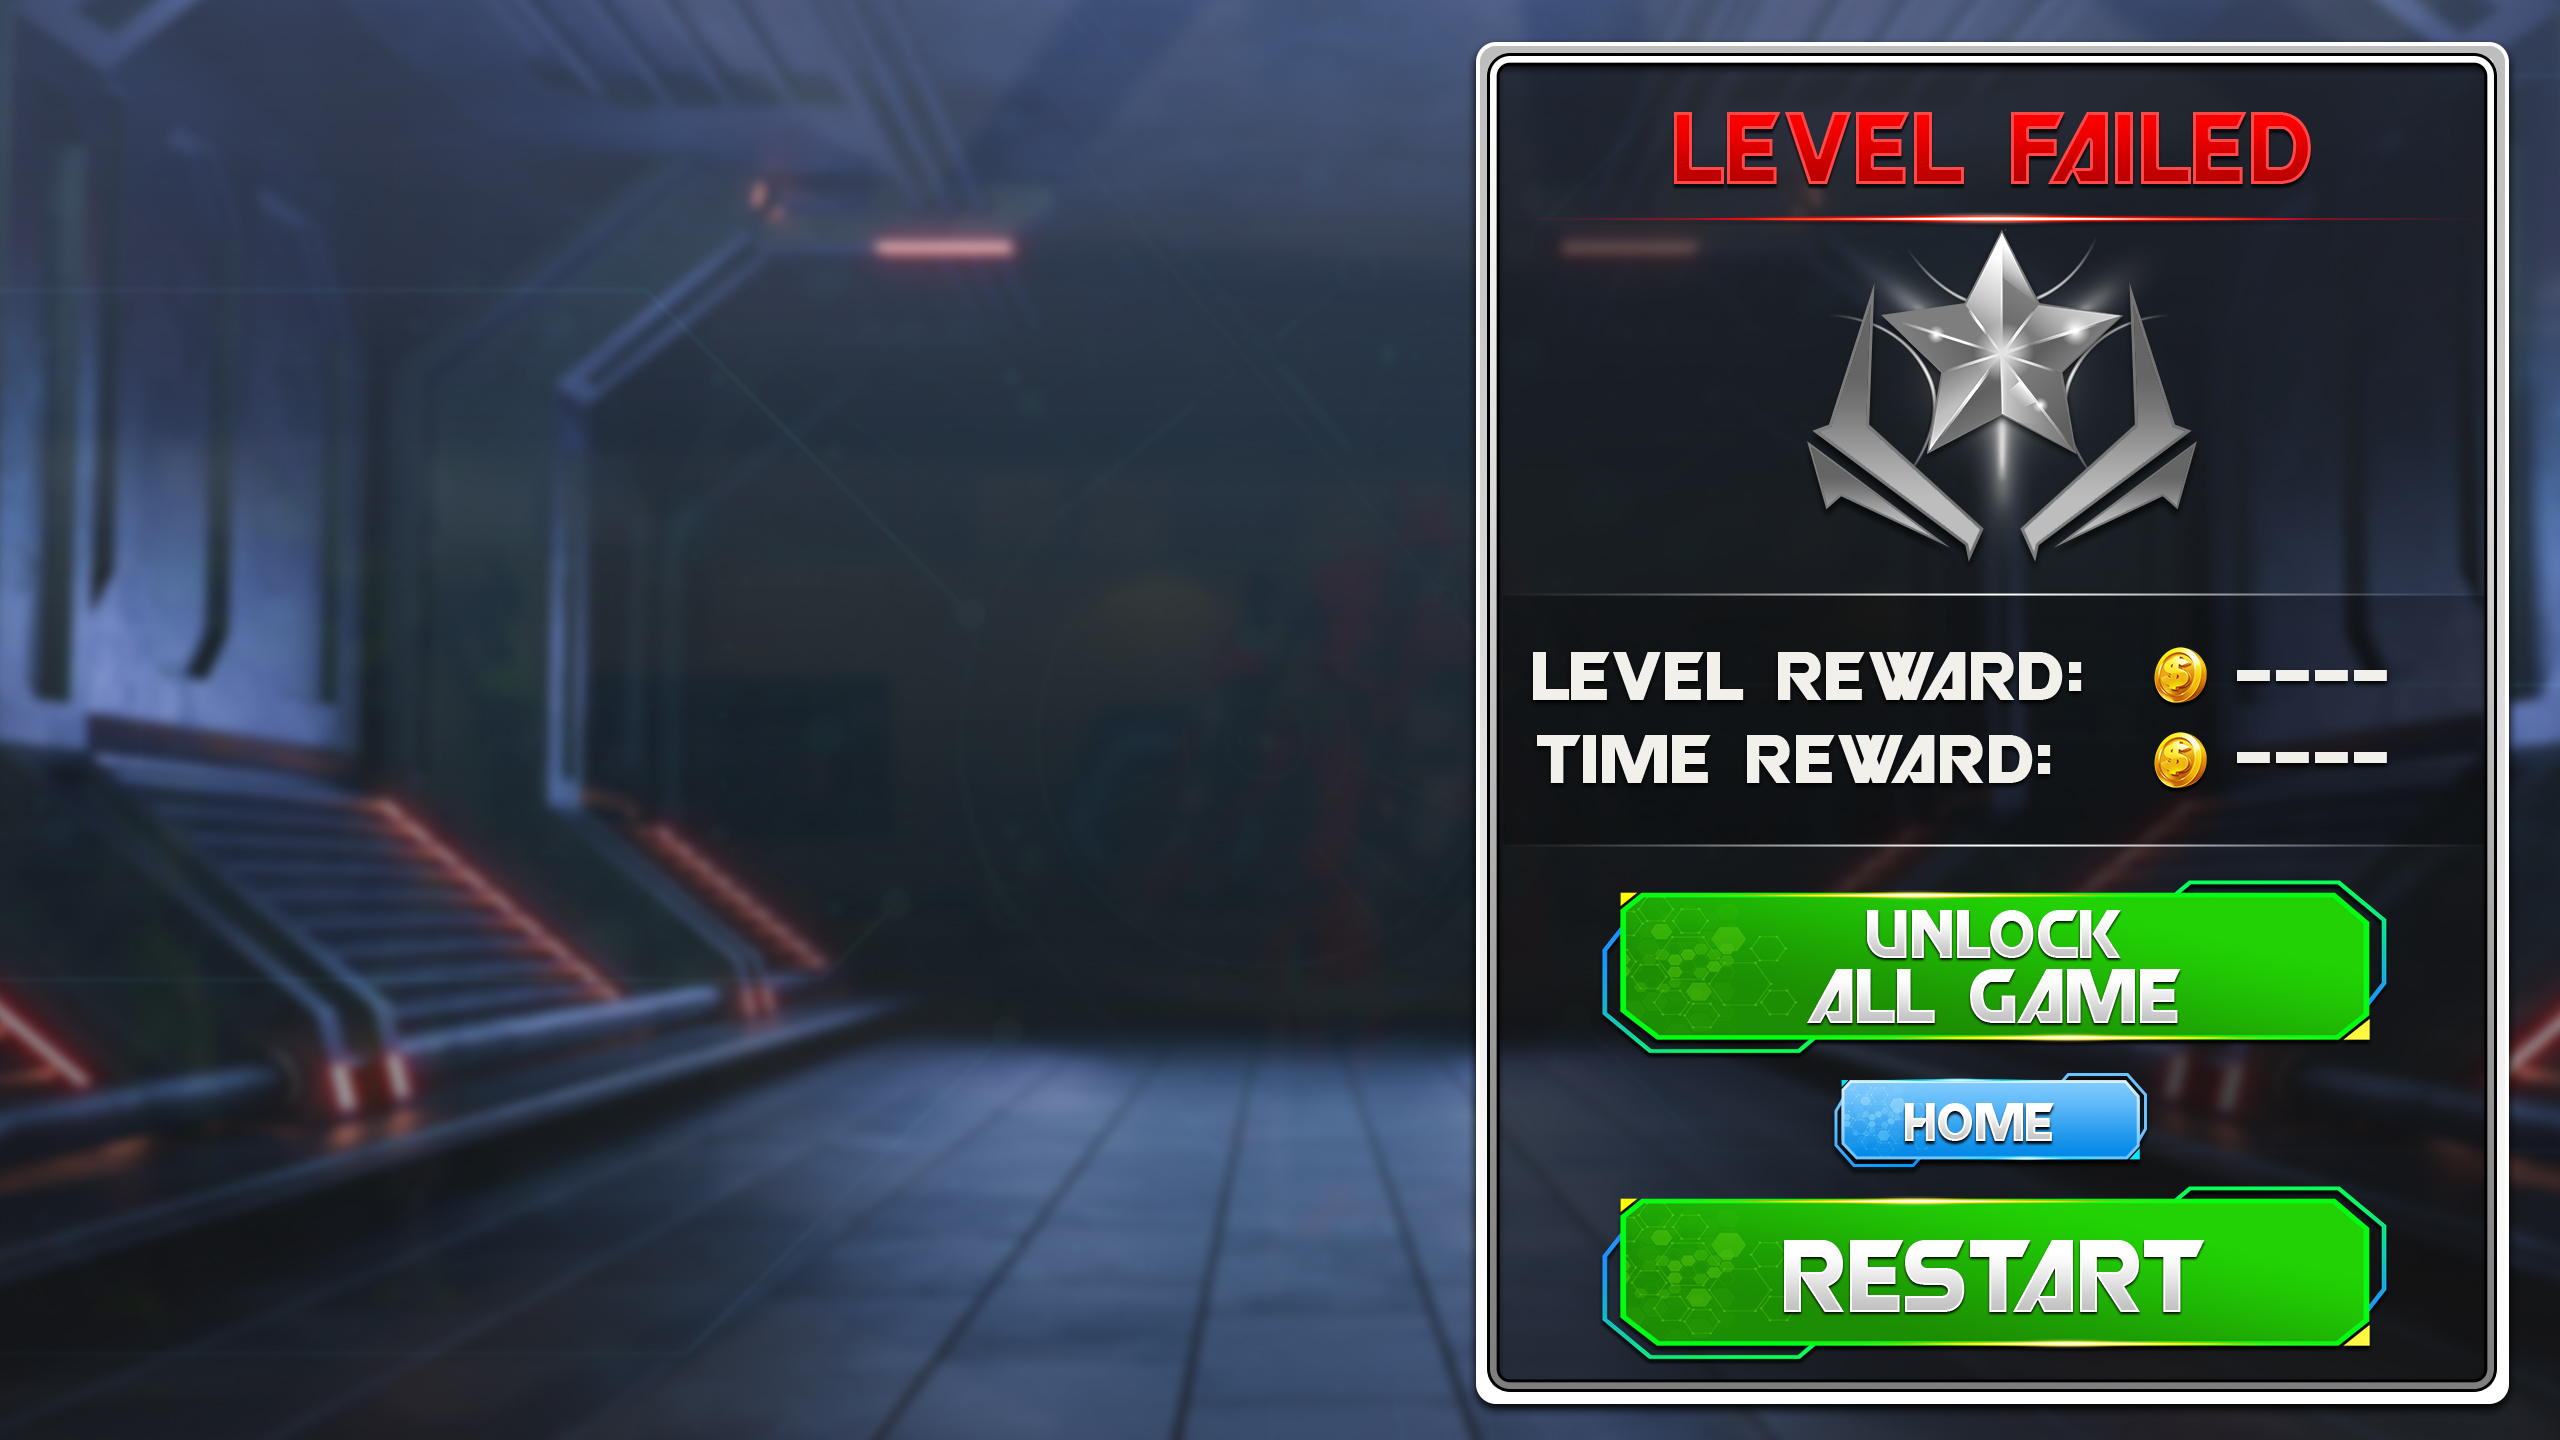 LEVEL FAILED
LEVEL REWARD: $ ----
TIME REWARD: $ ----
UNLOCK
ALL GAME
HOME
RESTART